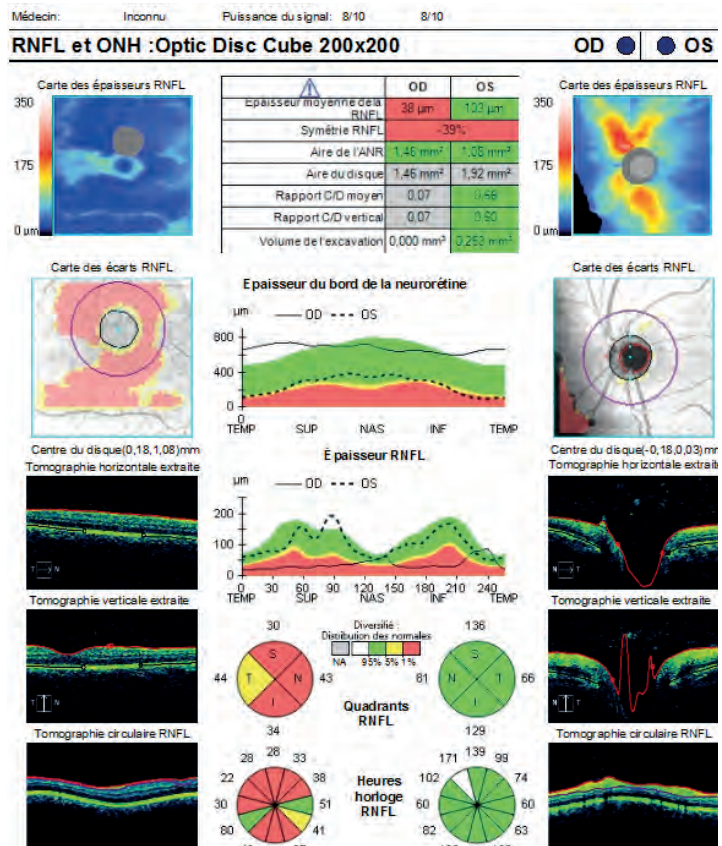 Médecin: Inconnu Puissance du signal: 8/10 8/10
RNFL et ONH :Optic Disc Cube 200x200 OD OS
Carte des épaisseurs RNFL
Carte des épaisseurs RNFL
350
175
0 µm
OD OS
Epaisseur moyenne de la RNFL 38 µm 103 µm
Symétrie RNFL -39%
Aire de l'ANR 1,46 mm² 1,05 mm²
Aire du disque 1,46 mm² 1,92 mm²
Rapport C/D moyen 0,07
Rapport C/D vertical 0,07
Volume de l'excavation 0,000 mm³
350
175
0 µm
Carte des écarts RNFL
Carte des écarts RNFL
Epaisseur du bord de la neurorétine
µm OD OS
800
400
0
0
TEMP SUP NAS INF TEMP
Centre du disque(0,18,1,08)mm
Centre du disque(-0,18,0,03)mm
Tomographie horizontale extraite
Tomographie horizontale extraite
Épaisseur RNFL
µm OD OS
200
100
0
0 30 60 90 120 150 180 210 240
TEMP SUP NAS INF TEMP
T N
N T
Tomographie verticale extraite
Tomographie verticale extraite
Diversifié :
Distribution des normales
NA 95% 5% 1%
30
S
44 T N 43
I
34
136
S
81 N T 66
I
129
Quadrants
RNFL
I S
I S
Tomographie circulaire RNFL
Tomographie circulaire RNFL
28 28 33
22 38
30 51
80 41
Heures
horloge
RNFL
171 139 99
102 74
60 60
82 63